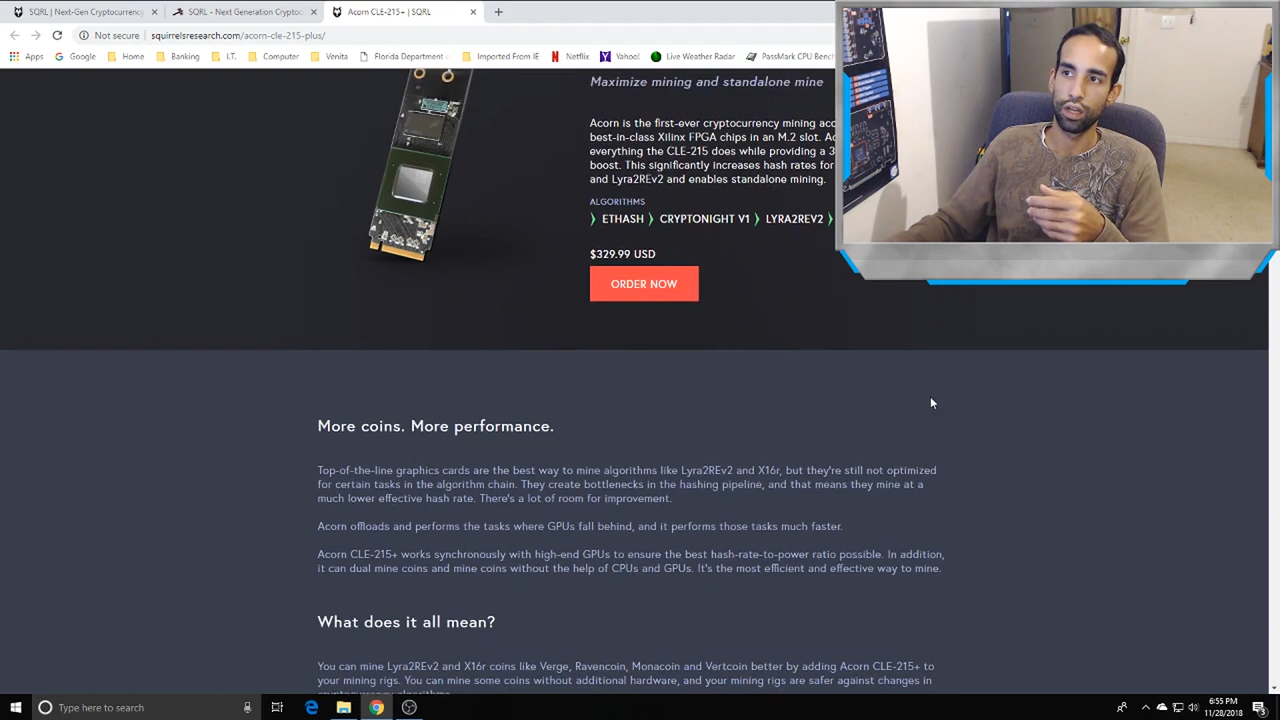 SQRL | Next-Gen Cryptocurrency
SQRL - Next Generation Cryptoc
Acorn CLE-215+ | SQRL
Not secure | squirrelsresearch.com/acorn-cle-215-plus/
Apps Google Home Banking I.T. Computer Venita Florida Department Imported From IE Netflix Yahoo! Live Weather Radar PassMark CPU Bench
Maximize mining and standalone mine
Acorn is the first-ever cryptocurrency mining acc
best-in-class Xilinx FPGA chips in an M.2 slot. Ac
everything the CLE-215 does while providing a 3
boost. This significantly increases hash rates for
and Lyra2REv2 and enables standalone mining.
ALGORITHMS
ETHASH CRYPTONIGHT V1 LYRA2REV2
$329.99 USD
ORDER NOW
More coins. More performance.
Top-of-the-line graphics cards are the best way to mine algorithms like Lyra2REv2 and X16r, but they're still not optimized
for certain tasks in the algorithm chain. They create bottlenecks in the hashing pipeline, and that means they mine at a
much lower effective hash rate. There's a lot of room for improvement.
Acorn offloads and performs the tasks where GPUs fall behind, and it performs those tasks much faster.
Acorn CLE-215+ works synchronously with high-end GPUs to ensure the best hash-rate-to-power ratio possible. In addition,
it can dual mine coins and mine coins without the help of CPUs and GPUs. It's the most efficient and effective way to mine.
What does it all mean?
You can mine Lyra2REv2 and X16r coins like Verge, Ravencoin, Monacoin and Vertcoin better by adding Acorn CLE-215+ to
your mining rigs. You can mine some coins without additional hardware, and your mining rigs are safer against changes in
cryptocurrency algorithms.
Type here to search
6:55 PM
11/28/2018